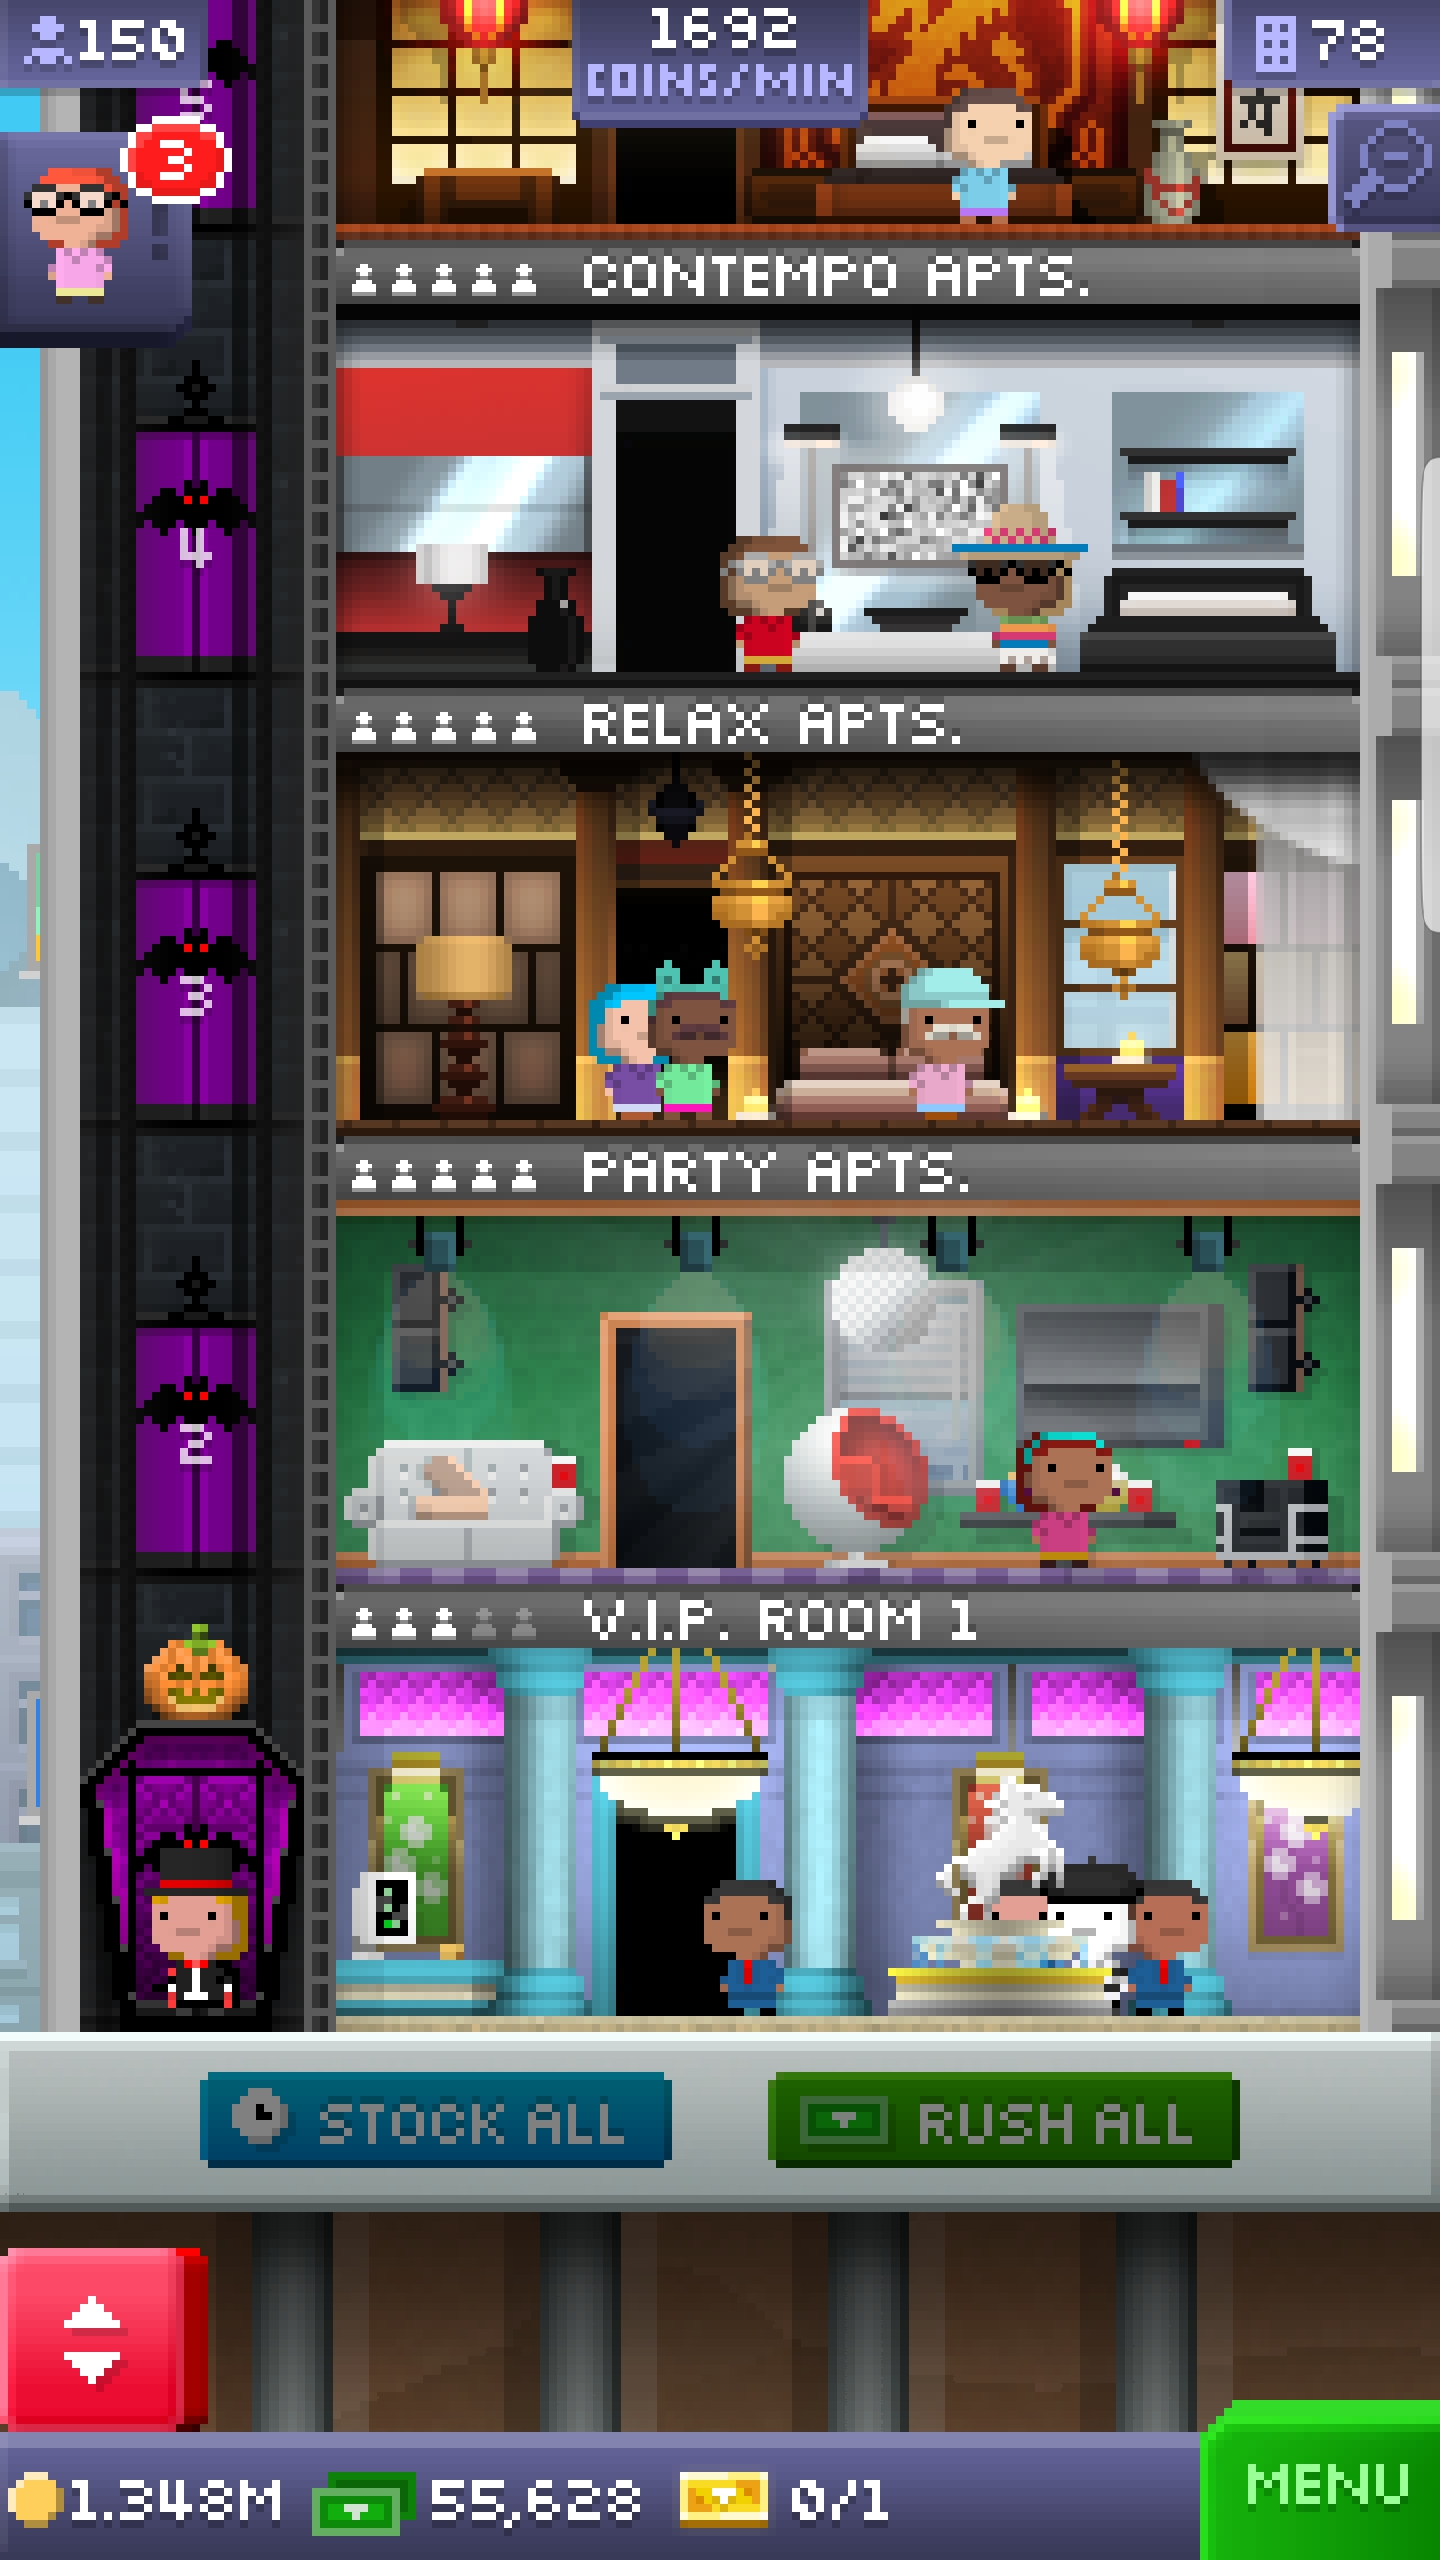 150
1692
COINS/MIN
78
5
3
CONTEMPO APTS.
4
RELAX APTS.
3
PARTY APTS.
2
V.I.P. ROOM 1
1
STOCK ALL
RUSH ALL
1.348M
55,628
0/1
MENU